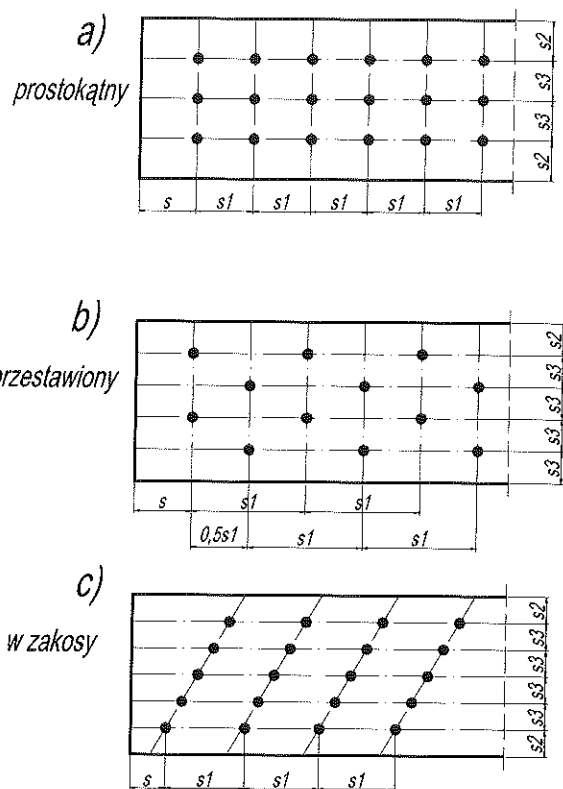 a)
prostokątny
s2
s3
s3
s2
s s1 s1 s1 s1 s1
b)
przestawiony
s2
s3
s3
s3
s3
s s1 s1
0,5s1 s1 s1
c)
w zakosy
s2
s3
s3
s3
s3
s2
s s1 s1 s1